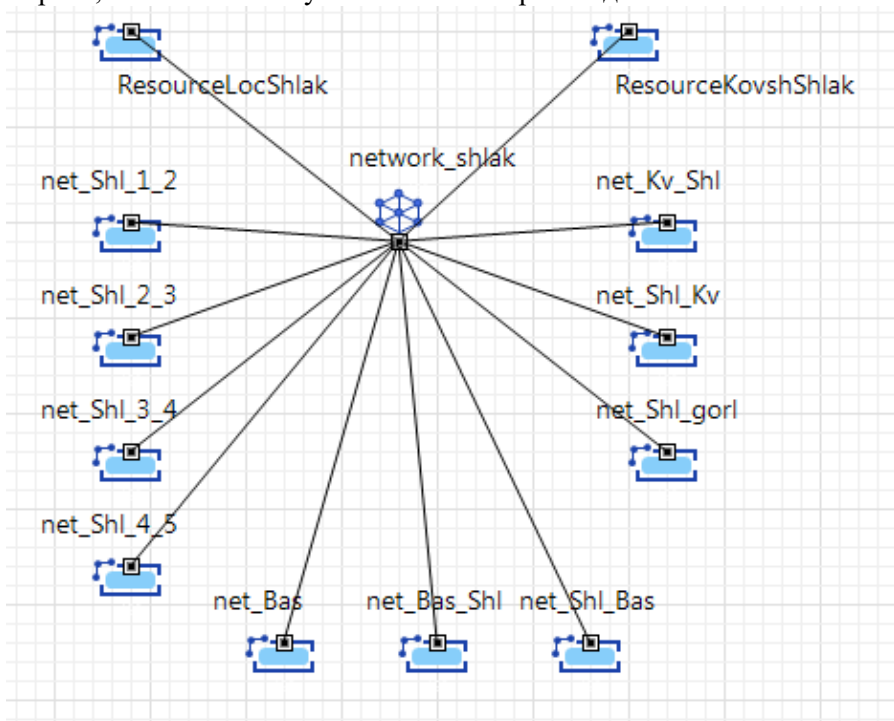 ResourceLocShlak
ResourceKovshShlak
network_shlak
net_Shl_1_2
net_Kv_Shl
net_Shl_2_3
net_Shl_Kv
net_Shl_3_4
net_Shl_gorl
net_Shl_4_5
net_Bas
net_Bas_Shl
net_Shl_Bas